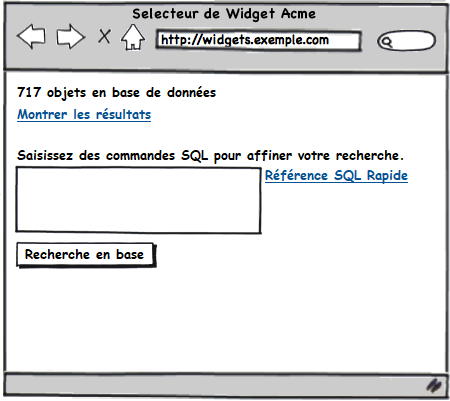 Selecteur de Widget Acme
http://widgets.exemple.com
717 objets en base de données
Montrer les résultats
Saisissez des commandes SQL pour affiner votre recherche.
Référence SQL Rapide
Recherche en base